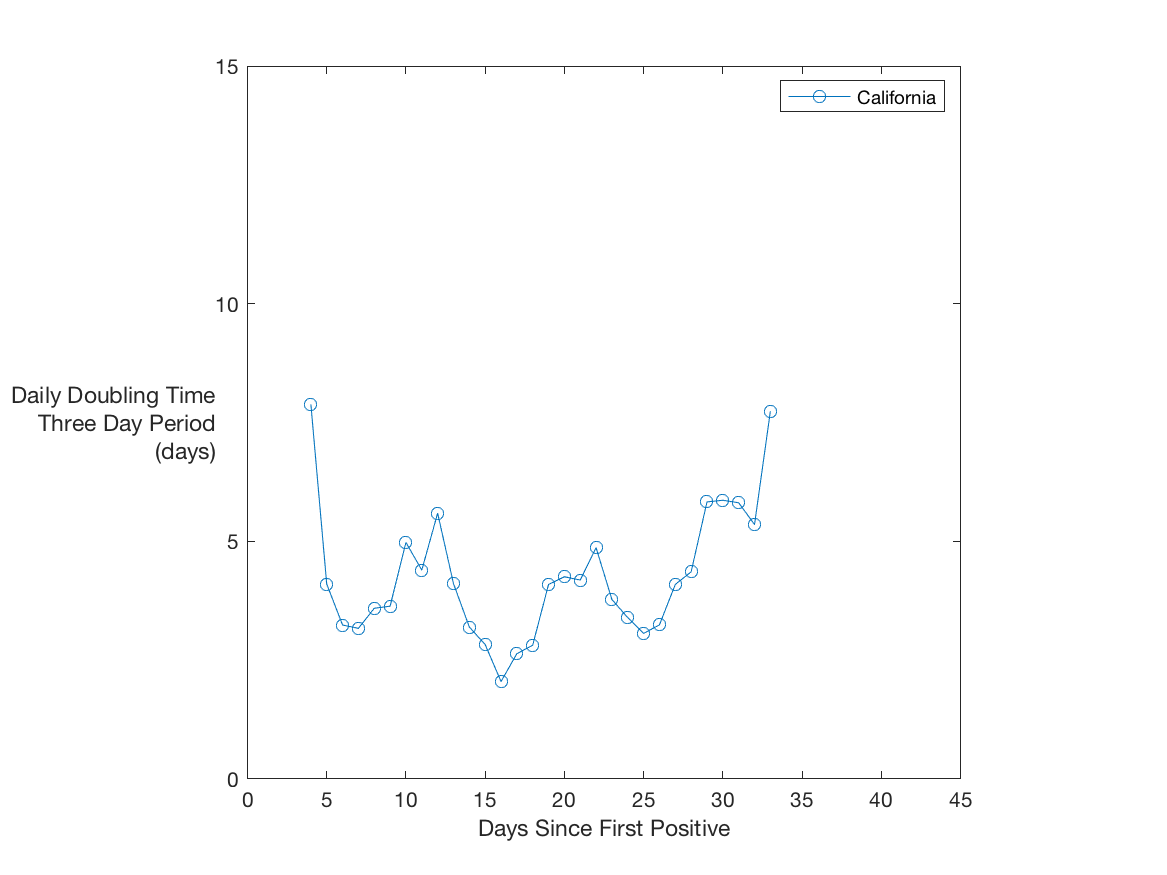 15
California
10
Daily Doubling Time
Three Day Period
(days)
5
0
0 5 10 15 20 25 30 35 40 45
Days Since First Positive